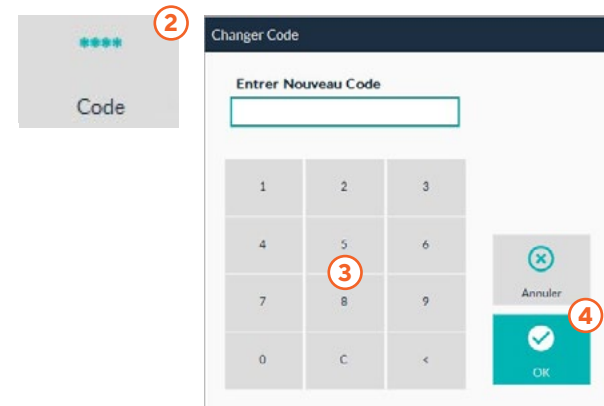 2
****
Code
Changer Code
Entrer Nouveau Code
1 2 3
4 5 6
3
7 8 9
Annuler
4
0 C <
OK